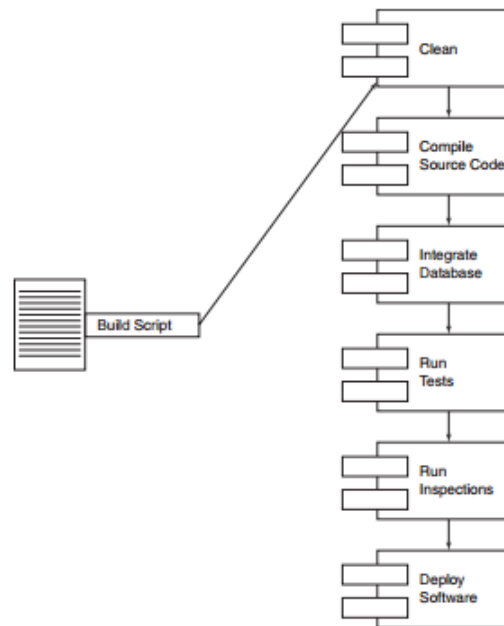 Clean
Compile
Source Code
Integrate
Database
Build Script
Run
Tests
Run
Inspections
Deploy
Software